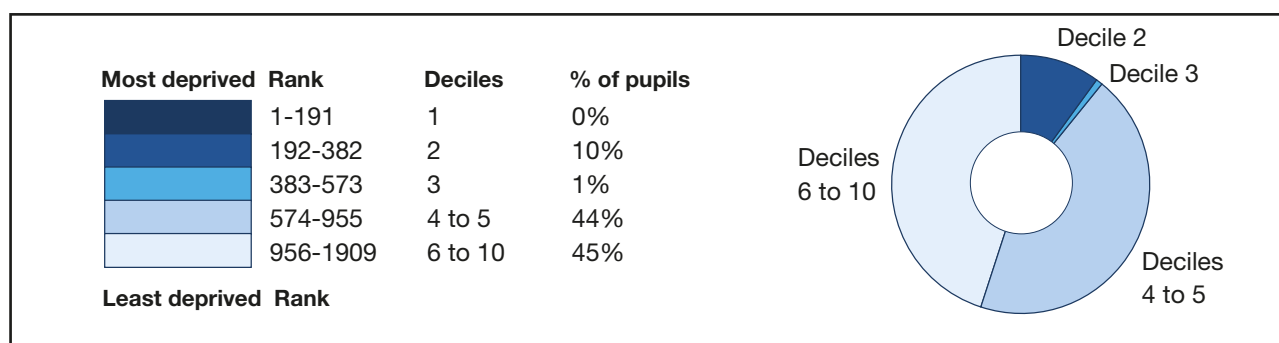 Most deprived Rank Deciles % of pupils
1-191 1 0%
192-382 2 10%
383-573 3 1%
574-955 4 to 5 44%
956-1909 6 to 10 45%
Least deprived Rank
Decile 2
Decile 3
Deciles
6 to 10
Deciles
4 to 5